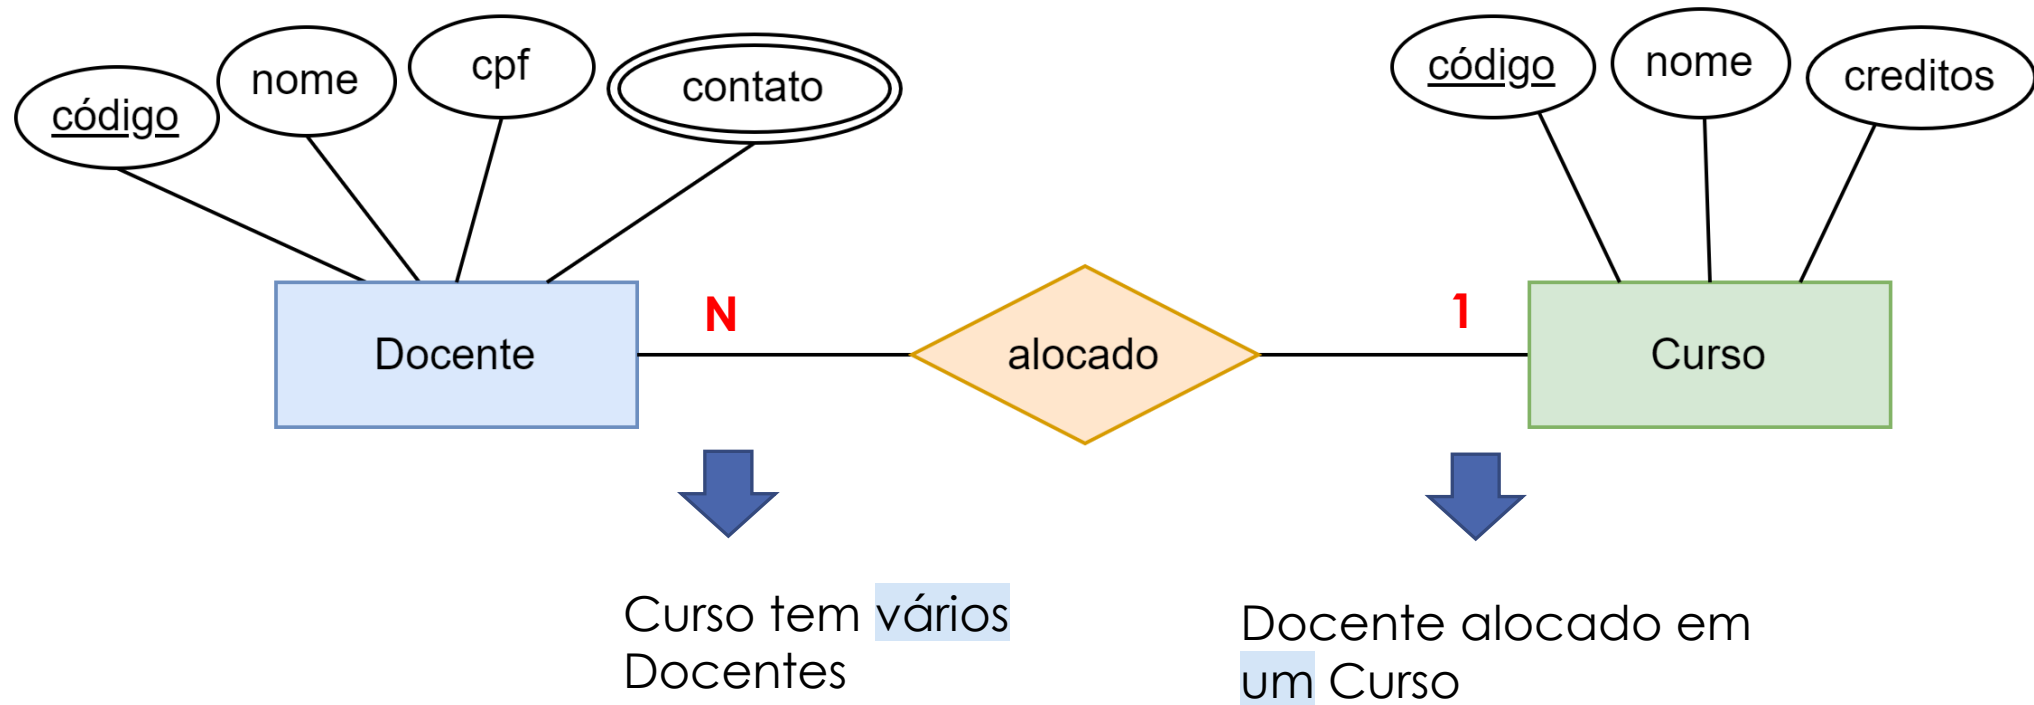 código
nome
cpf
contato
código
nome
creditos
Docente
N
alocado
1
Curso
Curso tem vários
Docentes
Docente alocado em
um Curso